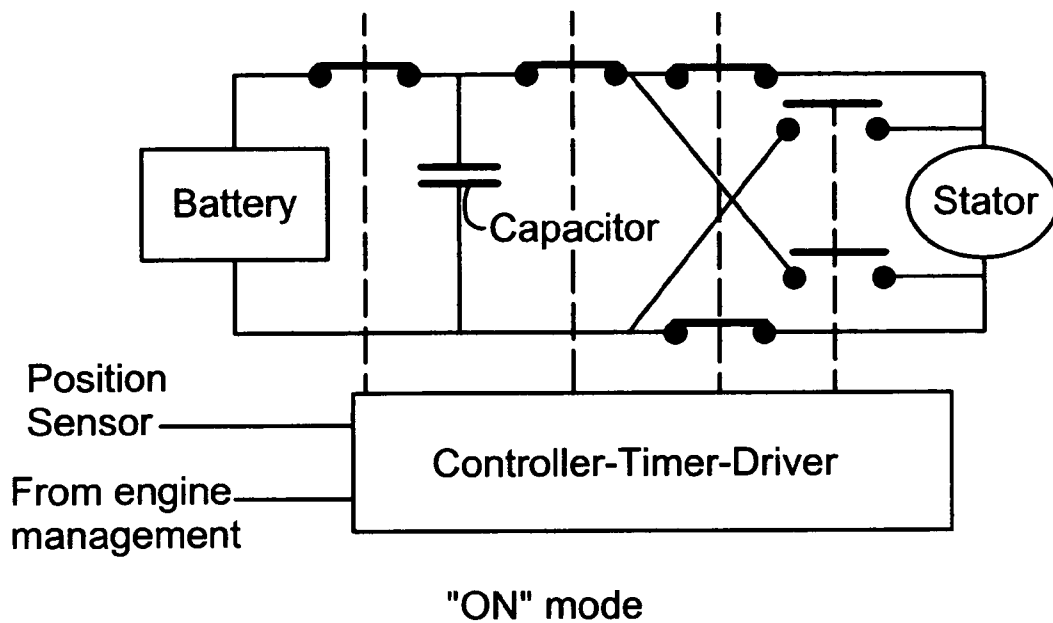 Battery
Capacitor
Stator
Position
Sensor
Controller-Timer-Driver
From engine
management
"ON" mode